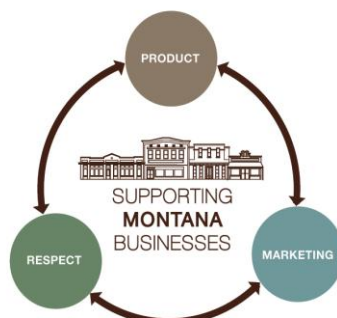 PRODUCT
SUPPORTING
MONTANA
BUSINESSES
RESPECT
MARKETING